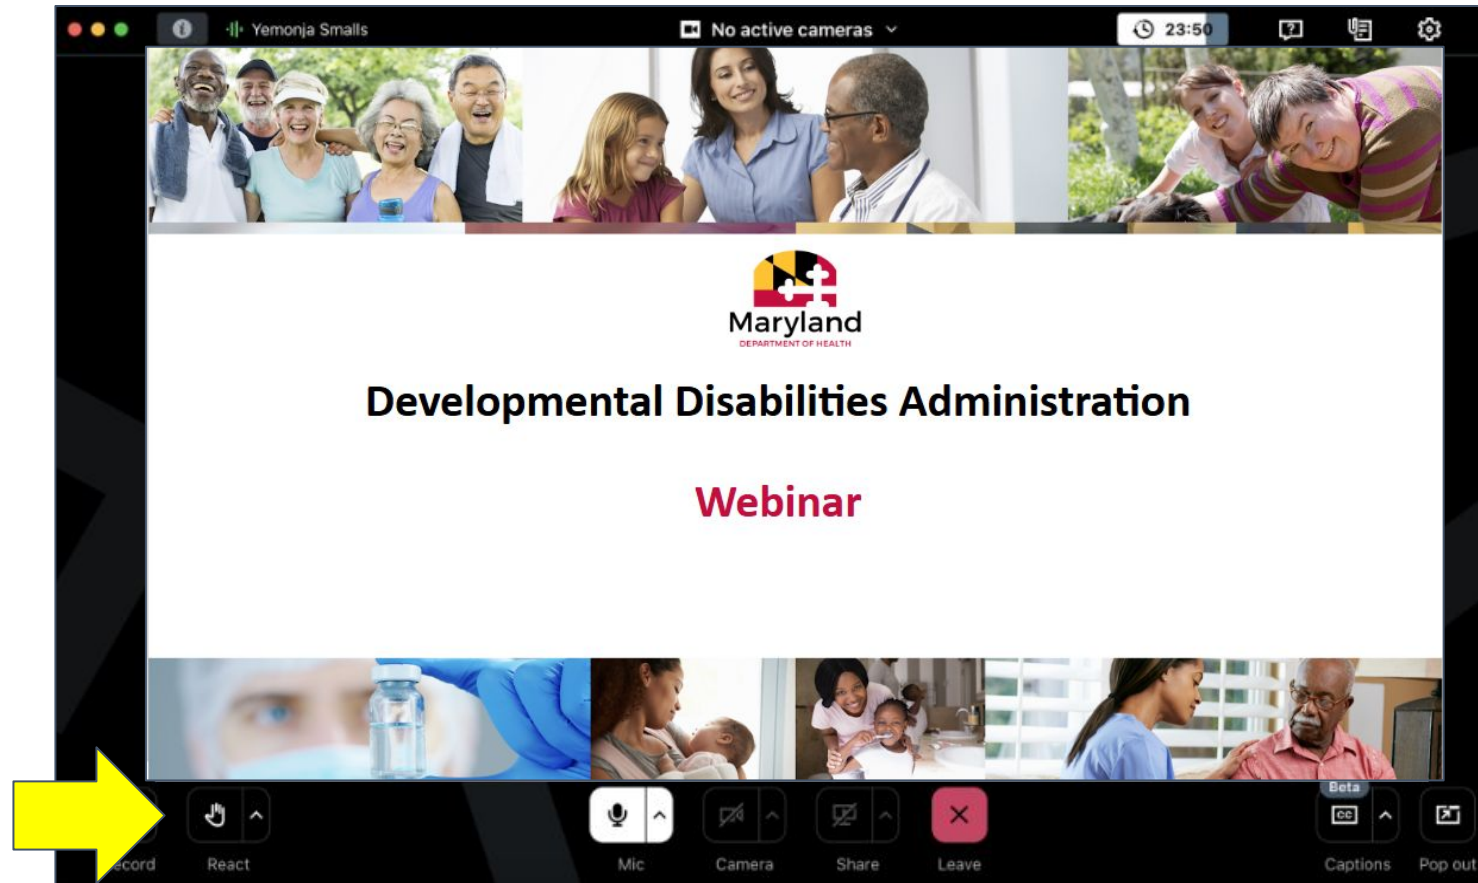 Yemonja Smalls
No active cameras
23:50
Maryland
DEPARTMENT OF HEALTH
Developmental Disabilities Administration
Webinar
Beta
CC
React
Mic
Camera
Share
Leave
Captions
Pop out